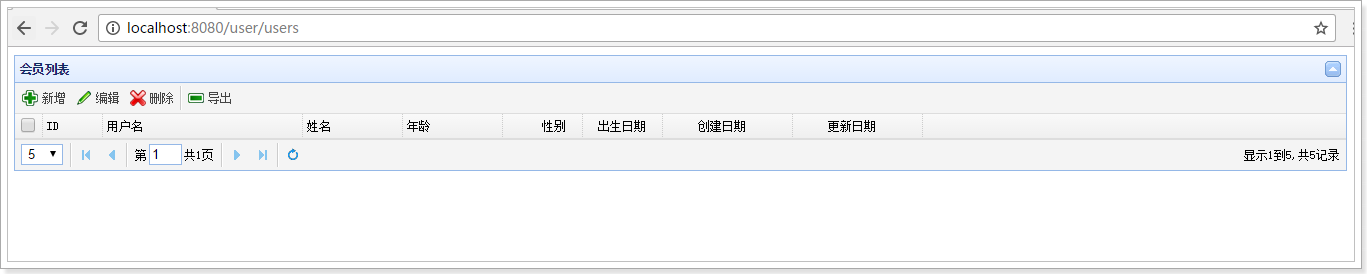 localhost:8080/user/users
会员列表
新增 编辑 删除 导出
ID 用户名 姓名 年龄 性别 出生日期 创建日期 更新日期
5 第 1 共1页 显示1到5,共5记录